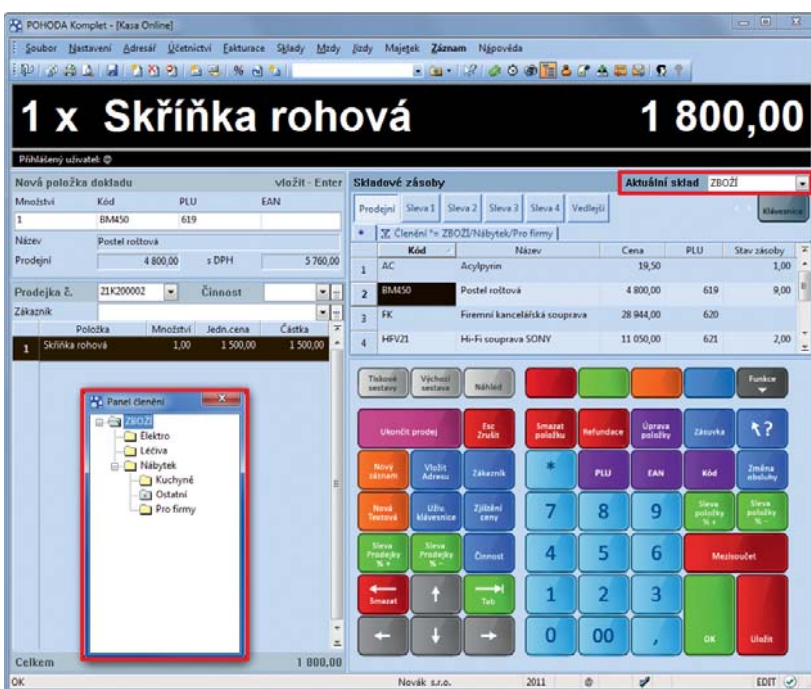 POHODA Komplet - [Kasa Online]
Soubor Nastavení Adresář Účetnictví Fakturace Sklady Mzdy Jízdy Majetek Záznam Nápověda
1 x Skříňka rohová 1 800,00
Přihlášený uživatel: @
Nová položka dokladu vložit - Enter
Množství Kód PLU EAN
1 BM450 619
Název Postel roštová
Prodejní 4 800,00 s DPH 5 760,00
Prodejka č. 21K200002 Činnost
Zákazník
Položka Množství Jedn.cena Částka
1 Skříňka rohová 1,00 1 500,00 1 500,00
Panel členění
ZBOŽÍ
Elektro
Léčiva
Nábytek
Kuchyně
Ostatní
Pro firmy
Celkem 1 800,00
Skladové zásoby Aktuální sklad ZBOŽÍ
Prodejní Sleva 1 Sleva 2 Sleva 3 Sleva 4 Vedlejší Klávesnice
* Členění *= ZBOŽÍ/Nábytek/Pro firmy
Kód Název Cena PLU Stav zásoby
1 AC Acylpyrin 19,50 1,00
2 BM450 Postel roštová 4 800,00 619 9,00
3 FK Firemní kancelářská souprava 28 944,00 620
4 HFV21 Hi-Fi souprava SONY 11 050,00 621 2,00
Tiskové sestavy Výchozí sestava Náhled Funkce
Ukončit prodej Esc Zrušit Smazat položku Refundace Úprava položky Zásuvka ?
Nový záznam Vložit Adresu Zákazník * PLU EAN Kód Změna obsluhy
Nová Textová Uživ. klávesnice Zjištění ceny 7 8 9 Sleva položky % + Sleva položky % -
Sleva Prodejky % + Sleva Prodejky % - Činnost 4 5 6 Mezisoučet
Smazat Tab 1 2 3
0 00 , OK Uložit
OK Novák s.r.o. 2011 @ EDIT